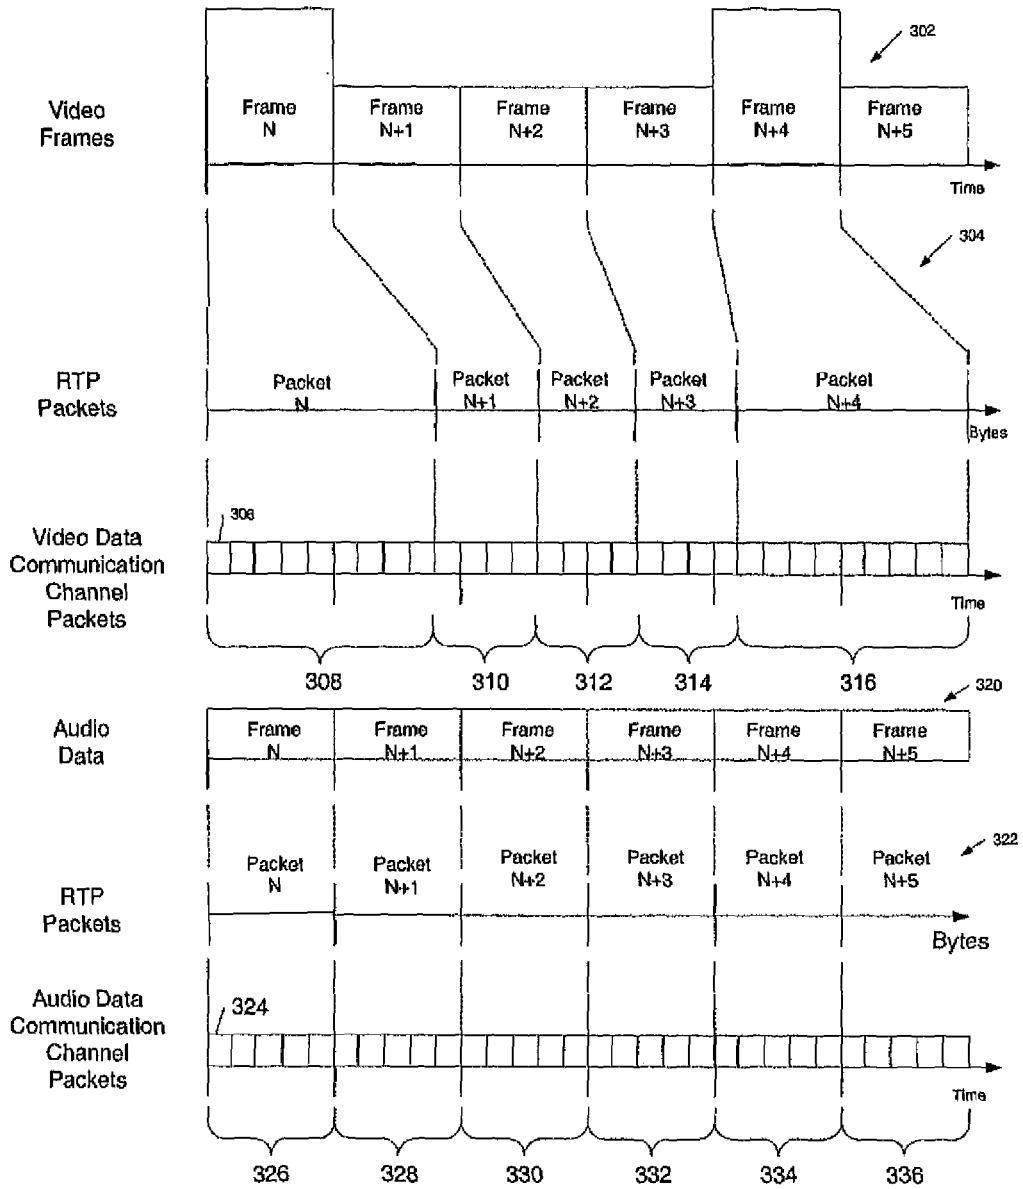 302
Video
Frames
Frame
N
Frame
N+1
Frame
N+2
Frame
N+3
Frame
N+4
Frame
N+5
Time
304
RTP
Packets
Packet
N
Packet
N+1
Packet
N+2
Packet
N+3
Packet
N+4
Bytes
Video Data
Communication
Channel
Packets
306
Time
308
310
312
314
316
320
Audio
Data
Frame
N
Frame
N+1
Frame
N+2
Frame
N+3
Frame
N+4
Frame
N+5
322
RTP
Packets
Packet
N
Packet
N+1
Packet
N+2
Packet
N+3
Packet
N+4
Packet
N+5
Bytes
Audio Data
Communication
Channel
Packets
324
Time
326
328
330
332
334
336